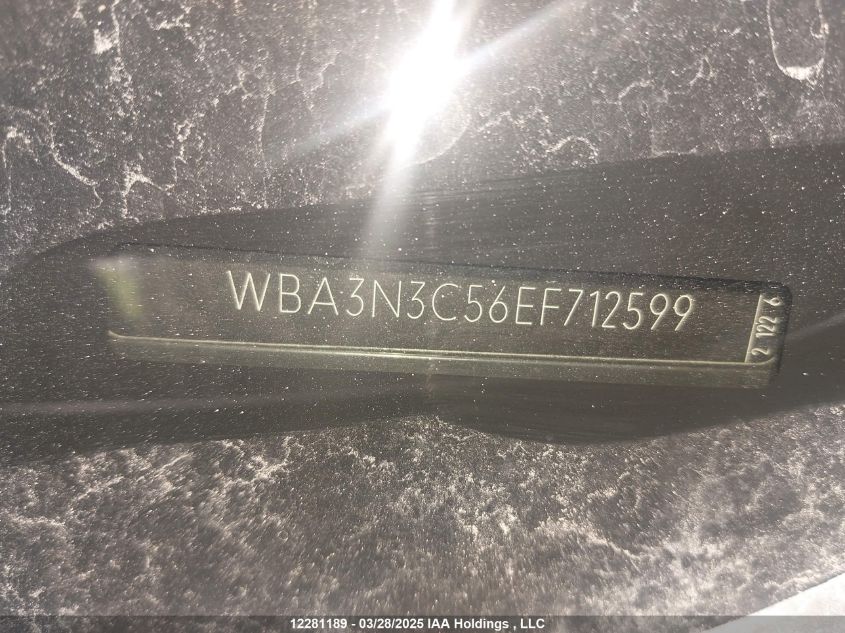 WBA3N3C56EF712599
2 122 6
12281189 - 03/28/2025 IAA Holdings , LLC